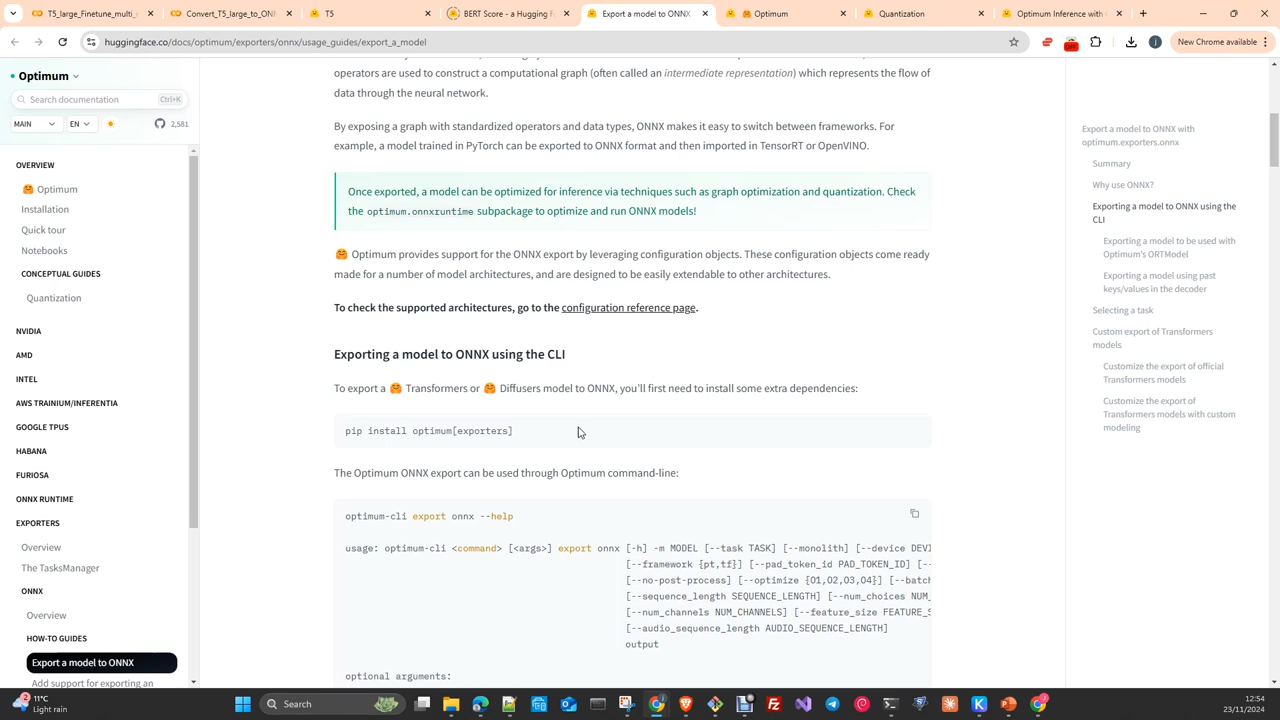 T5_large_Finetune_multi_
Convert_T5_large_to_ON
T5
BERT Score - a Hugging F
Export a model to ONNX
Optimum
Quantization
Optimum Inference with
huggingface.co/docs/optimum/exporters/onnx/usage_guides/export_a_model
OFF
New Chrome available
Optimum
Search documentation
Ctrl+K
MAIN
EN
2,581
OVERVIEW
Optimum
Installation
Quick tour
Notebooks
CONCEPTUAL GUIDES
Quantization
NVIDIA
AMD
INTEL
AWS TRAINIUM/INFERENTIA
GOOGLE TPUS
HABANA
FURIOSA
ONNX RUNTIME
EXPORTERS
Overview
The TasksManager
ONNX
Overview
HOW-TO GUIDES
Export a model to ONNX
Add support for exporting an
operators are used to construct a computational graph (often called an intermediate representation) which represents the flow of
data through the neural network.
By exposing a graph with standardized operators and data types, ONNX makes it easy to switch between frameworks. For
example, a model trained in PyTorch can be exported to ONNX format and then imported in TensorRT or OpenVINO.
Once exported, a model can be optimized for inference via techniques such as graph optimization and quantization. Check
the optimum.onnxruntime subpackage to optimize and run ONNX models!
Optimum provides support for the ONNX export by leveraging configuration objects. These configuration objects come ready
made for a number of model architectures, and are designed to be easily extendable to other architectures.
To check the supported architectures, go to the configuration reference page.
Exporting a model to ONNX using the CLI
To export a 🤗 Transformers or 🤗 Diffusers model to ONNX, you'll first need to install some extra dependencies:
pip install optimum[exporters]
The Optimum ONNX export can be used through Optimum command-line:
optimum-cli export onnx --help
usage: optimum-cli <command> [<args>] export onnx [-h] -m MODEL [--task TASK] [--monolith] [--device DEVI
[--framework {pt,tf}] [--pad_token_id PAD_TOKEN_ID] [--
[--no-post-process] [--optimize {O1,O2,O3,O4}] [--batch
[--sequence_length SEQUENCE_LENGTH] [--num_choices NUM_
[--num_channels NUM_CHANNELS] [--feature_size FEATURE_S
[--audio_sequence_length AUDIO_SEQUENCE_LENGTH]
output
optional arguments:
Export a model to ONNX with
optimum.exporters.onnx
Summary
Why use ONNX?
Exporting a model to ONNX using the
CLI
Exporting a model to be used with
Optimum's ORTModel
Exporting a model using past
keys/values in the decoder
Selecting a task
Custom export of Transformers
models
Customize the export of official
Transformers models
Customize the export of
Transformers models with custom
modeling
2
11°C
Light rain
Search
12:54
23/11/2024